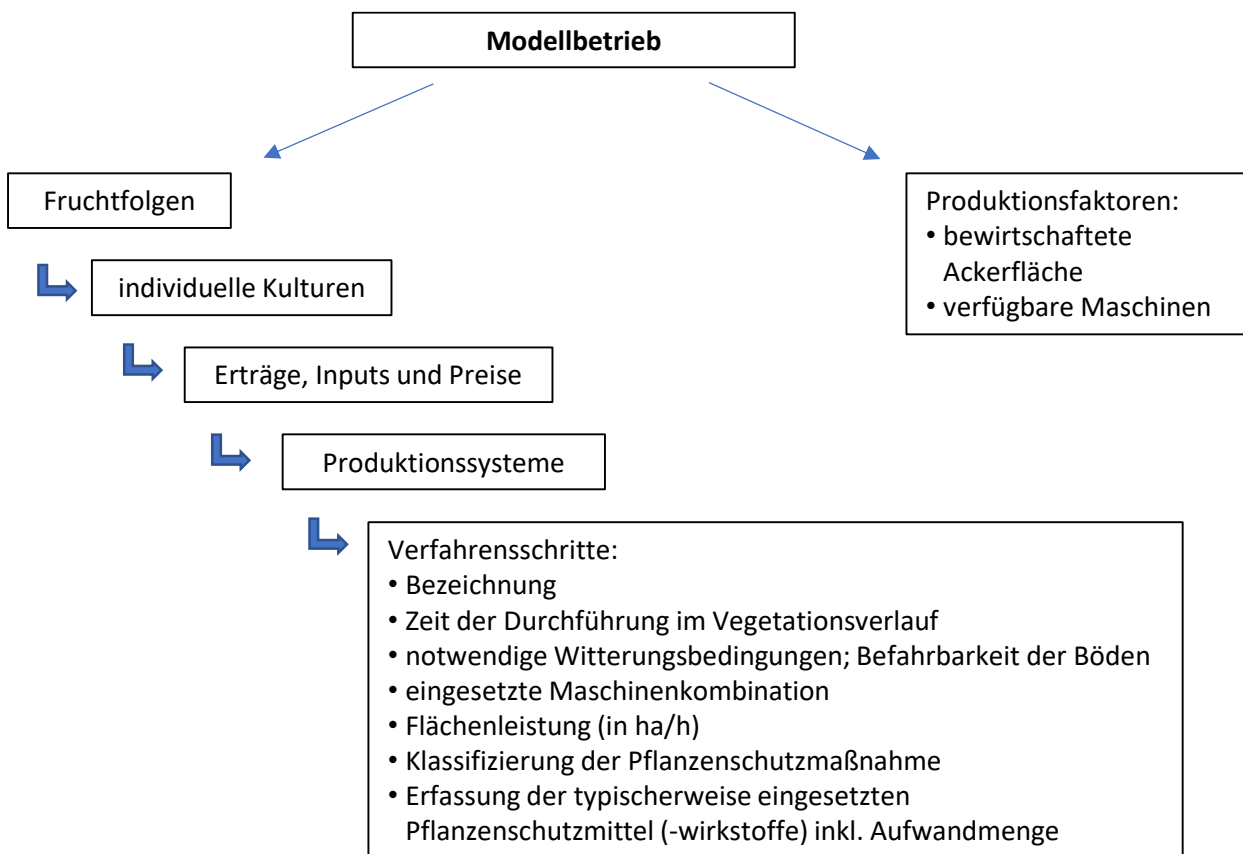 Modellbetrieb
Fruchtfolgen
Produktionsfaktoren:
• bewirtschaftete
Ackerfläche
• verfügbare Maschinen
individuelle Kulturen
Erträge, Inputs und Preise
Produktionssysteme
Verfahrensschritte:
• Bezeichnung
• Zeit der Durchführung im Vegetationsverlauf
• notwendige Witterungsbedingungen; Befahrbarkeit der Böden
• eingesetzte Maschinenkombination
• Flächenleistung (in ha/h)
• Klassifizierung der Pflanzenschutzmaßnahme
• Erfassung der typischerweise eingesetzten
Pflanzenschutzmittel (-wirkstoffe) inkl. Aufwandmenge